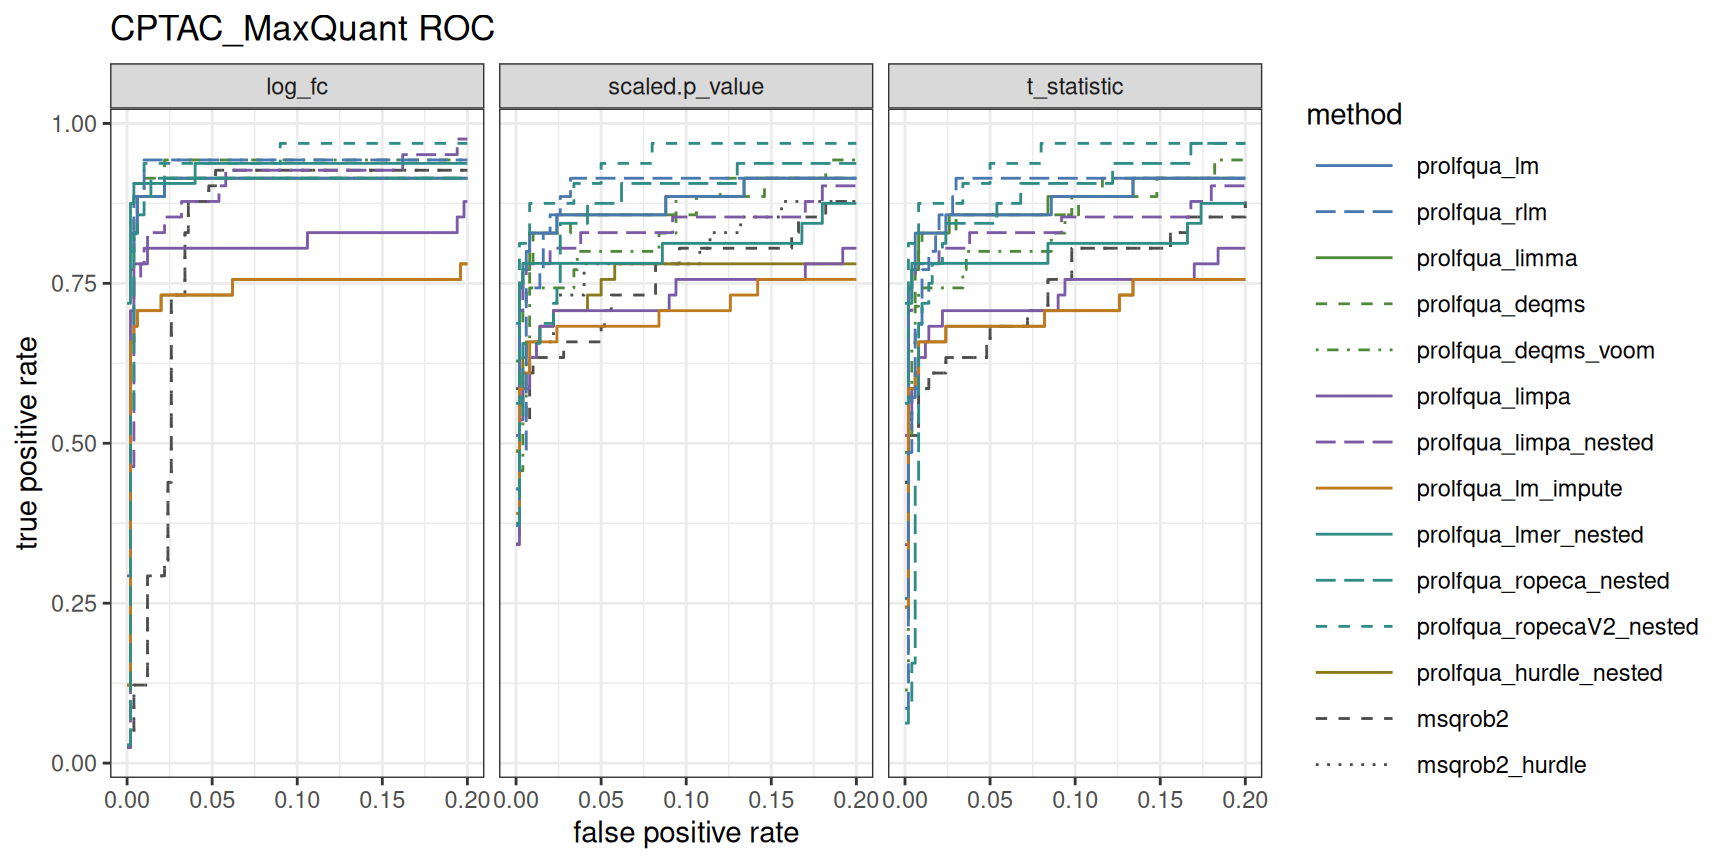 CPTAC_MaxQuant ROC
log_fc
scaled.p_value
t_statistic
true positive rate
1.00
0.75
0.50
0.25
0.00
0.00 0.05 0.10 0.15 0.20
0.00 0.05 0.10 0.15 0.20
0.00 0.05 0.10 0.15 0.20
false positive rate
method
prolfqua_lm
prolfqua_rlm
prolfqua_limma
prolfqua_deqms
prolfqua_deqms_voom
prolfqua_limpa
prolfqua_limpa_nested
prolfqua_lm_impute
prolfqua_lmer_nested
prolfqua_ropeca_nested
prolfqua_ropecaV2_nested
prolfqua_hurdle_nested
msqrob2
msqrob2_hurdle